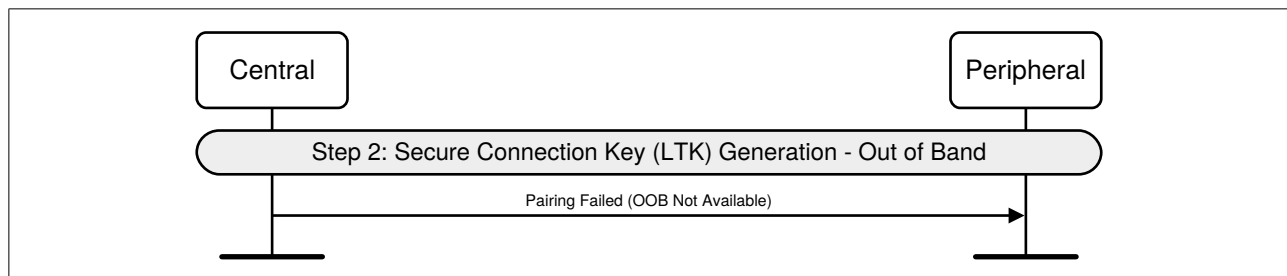 Central
Peripheral
Step 2: Secure Connection Key (LTK) Generation - Out of Band
Pairing Failed (OOB Not Available)